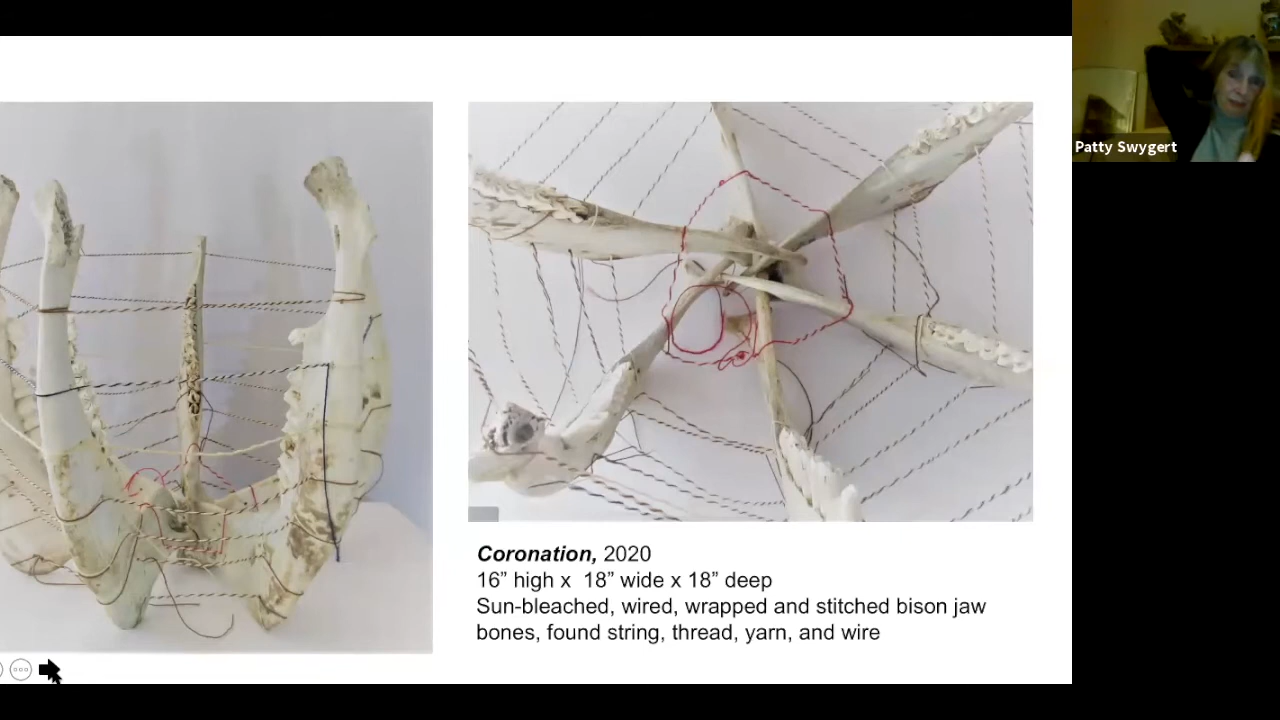 Patty Swygert
Coronation, 2020
16” high x 18” wide x 18” deep
Sun-bleached, wired, wrapped and stitched bison jaw
bones, found string, thread, yarn, and wire